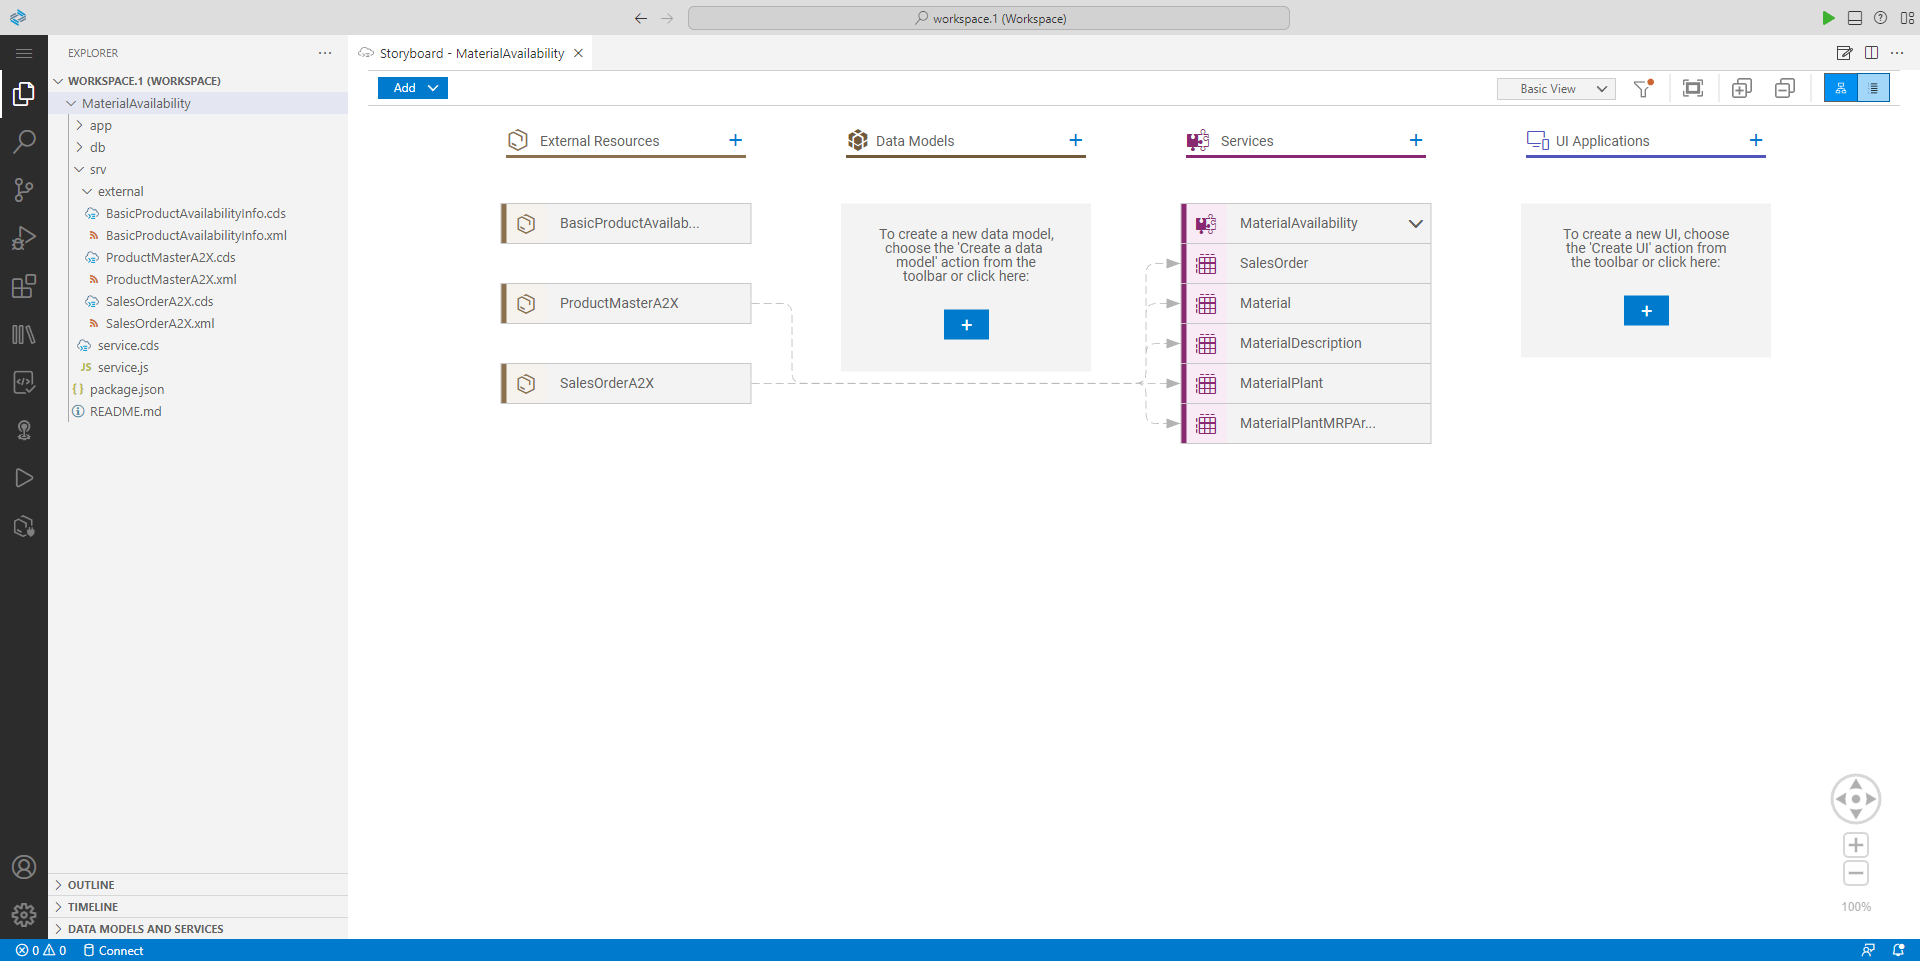 workspace.1 (Workspace)
EXPLORER
WORKSPACE.1 (WORKSPACE)
MaterialAvailability
app
db
srv
external
BasicProductAvailabilityInfo.cds
BasicProductAvailabilityInfo.xml
ProductMasterA2X.cds
ProductMasterA2X.xml
SalesOrderA2X.cds
SalesOrderA2X.xml
service.cds
JS service.js
{ } package.json
README.md
OUTLINE
TIMELINE
DATA MODELS AND SERVICES
Storyboard - MaterialAvailability
Add
Basic View
External Resources
BasicProductAvailab...
ProductMasterA2X
SalesOrderA2X
Data Models
To create a new data model,
choose the 'Create a data
model' action from the
toolbar or click here:
+
Services
MaterialAvailability
SalesOrder
Material
MaterialDescription
MaterialPlant
MaterialPlantMRPAr...
UI Applications
To create a new UI, choose
the 'Create UI' action from
the toolbar or click here:
+
100%
0 0 Connect